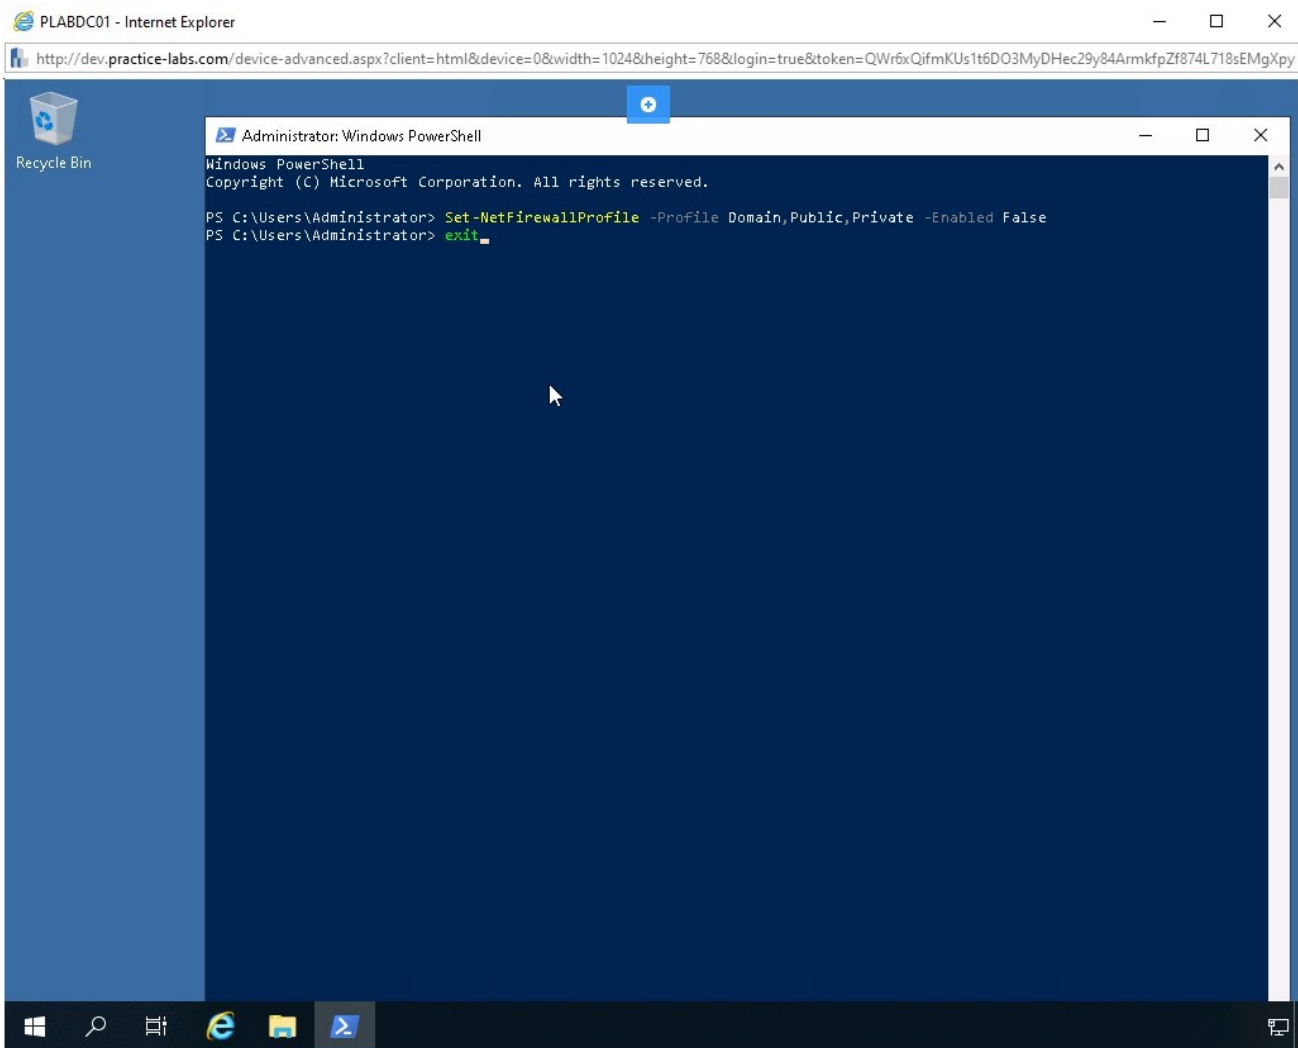 PLABDC01 - Internet Explorer
http://dev.practice-labs.com/device-advanced.aspx?client=html&device=0&width=1024&height=768&login=true&token=QWr6xQifmKUs1t6DO3MyDHec29y84ArmkfpZf874L718sEMgXpy
Recycle Bin
Administrator: Windows PowerShell
Windows PowerShell
Copyright (C) Microsoft Corporation. All rights reserved.
PS C:\Users\Administrator> Set-NetFirewallProfile -Profile Domain,Public,Private -Enabled False
PS C:\Users\Administrator> exit